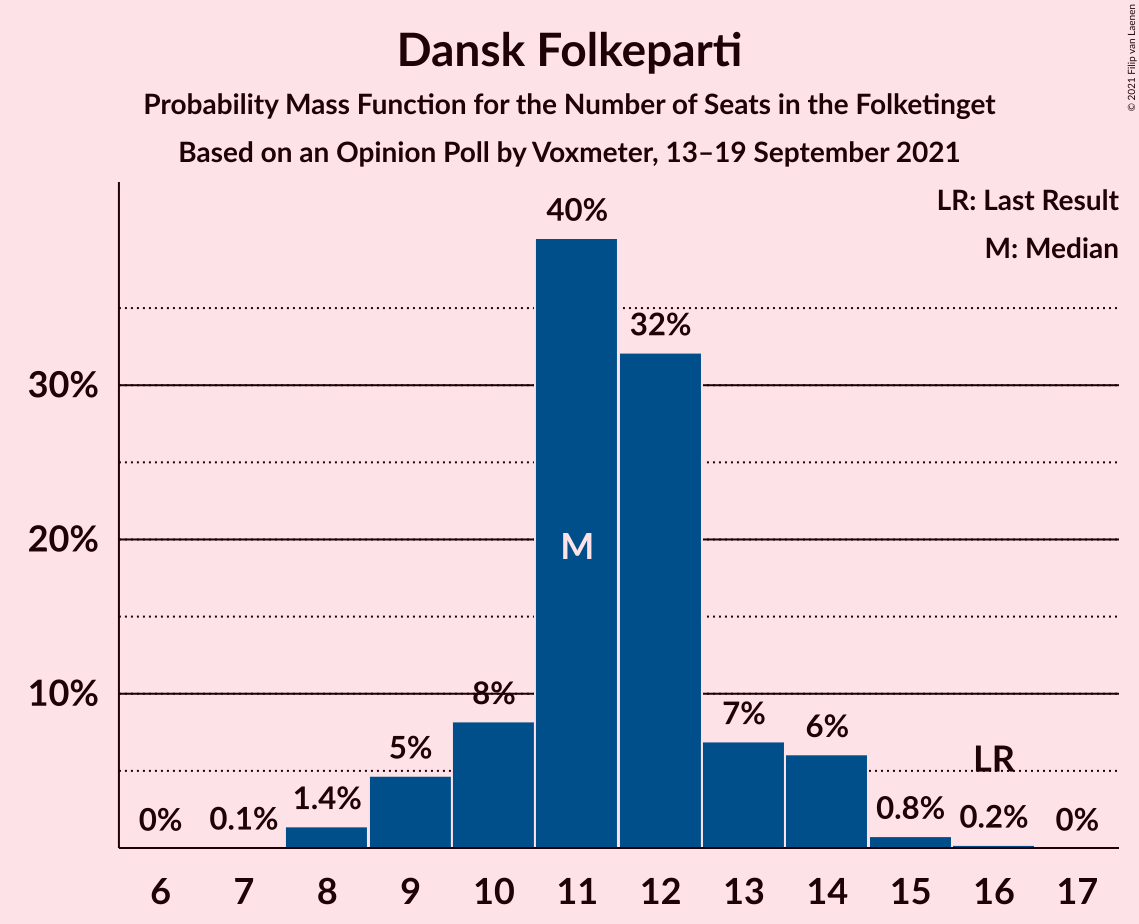 Dansk Folkeparti
Probability Mass Function for the Number of Seats in the Folketinget
Based on an Opinion Poll by Voxmeter, 13–19 September 2021
© 2021 Filip van Laenen
LR: Last Result
M: Median
40%
32%
30%
20%
M
10%
8%
7%
6%
5%
LR
1.4%
0.8%
0%
0.1%
0.2%
0%
6 7 8 9 10 11 12 13 14 15 16 17